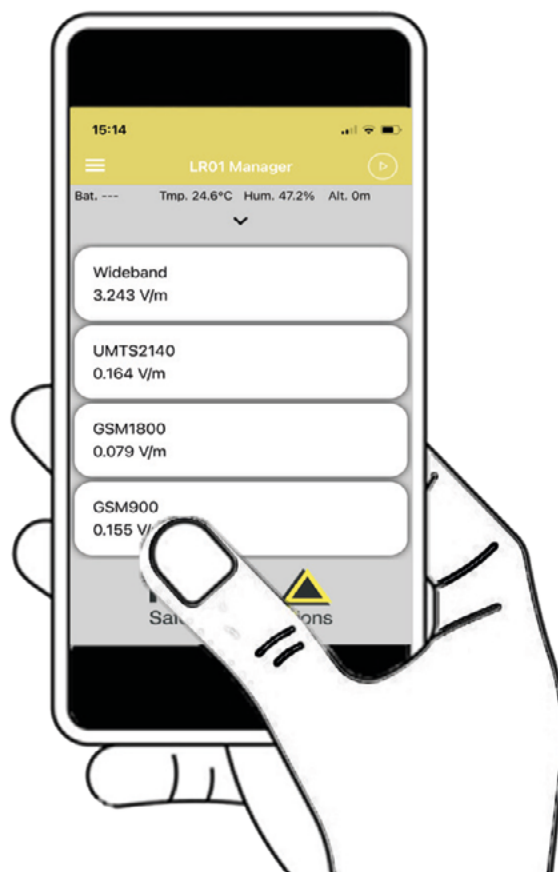 15:14
LR01 Manager
Bat. --- Tmp. 24.6°C Hum. 47.2% Alt. 0m
Wideband
3.243 V/m
UMTS2140
0.164 V/m
GSM1800
0.079 V/m
GSM900
0.155 V/